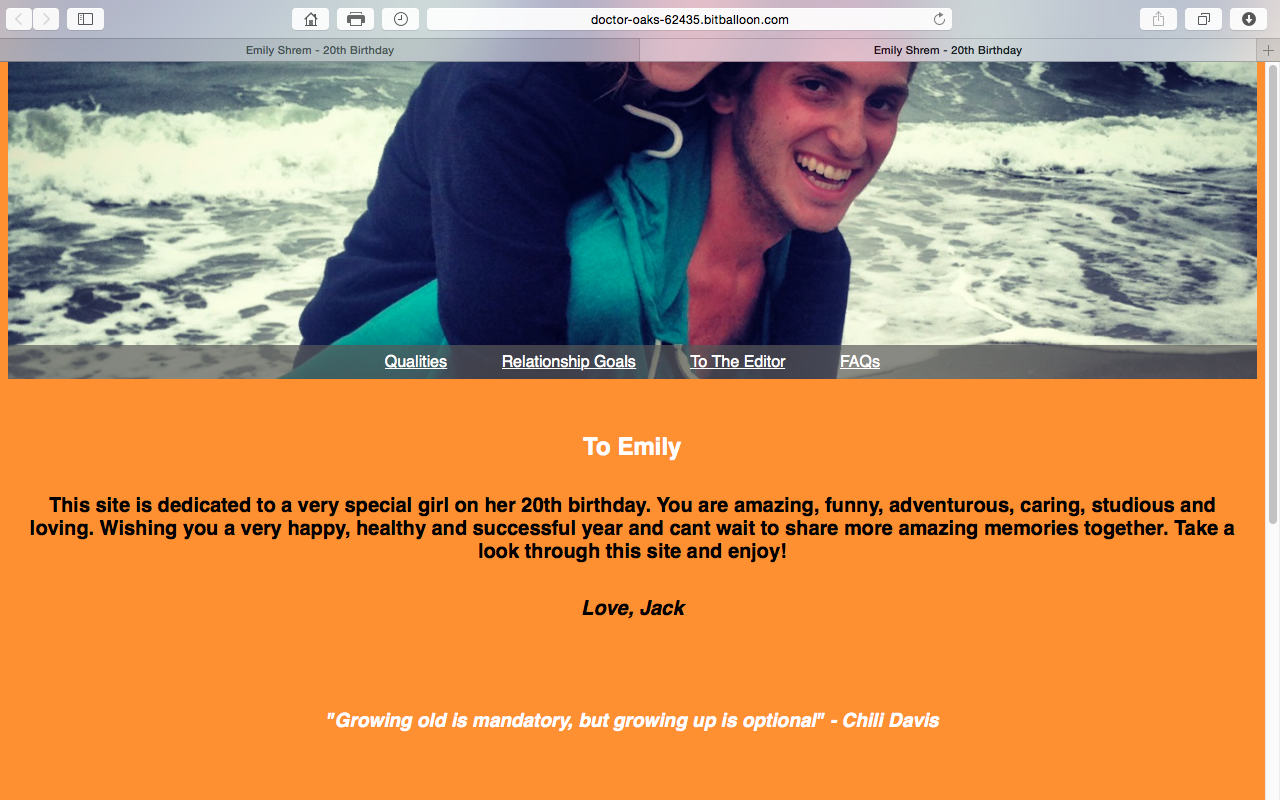 doctor-oaks-62435.bitballoon.com
Emily Shrem - 20th Birthday
Emily Shrem - 20th Birthday
Qualities
Relationship Goals
To The Editor
FAQs
To Emily
This site is dedicated to a very special girl on her 20th birthday. You are amazing, funny, adventurous, caring, studious and
loving. Wishing you a very happy, healthy and successful year and cant wait to share more amazing memories together. Take a
look through this site and enjoy!
Love, Jack
"Growing old is mandatory, but growing up is optional" - Chili Davis